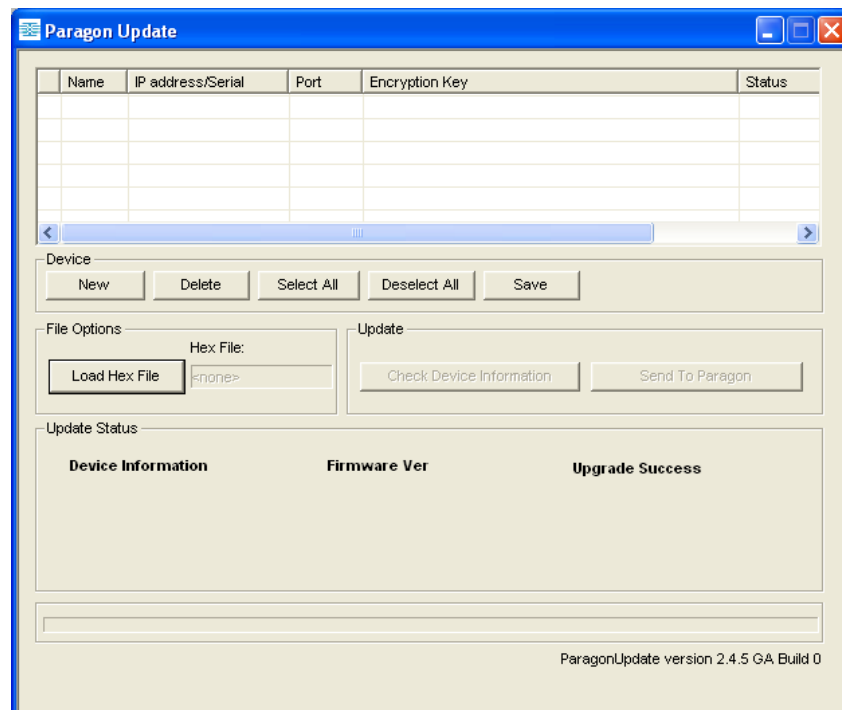 Paragon Update
Name IP address/Serial Port Encryption Key Status
Device
New Delete Select All Deselect All Save
File Options Update
Hex File:
Load Hex File <none> Check Device Information Send To Paragon
Update Status
Device Information Firmware Ver Upgrade Success
ParagonUpdate version 2.4.5 GA Build 0